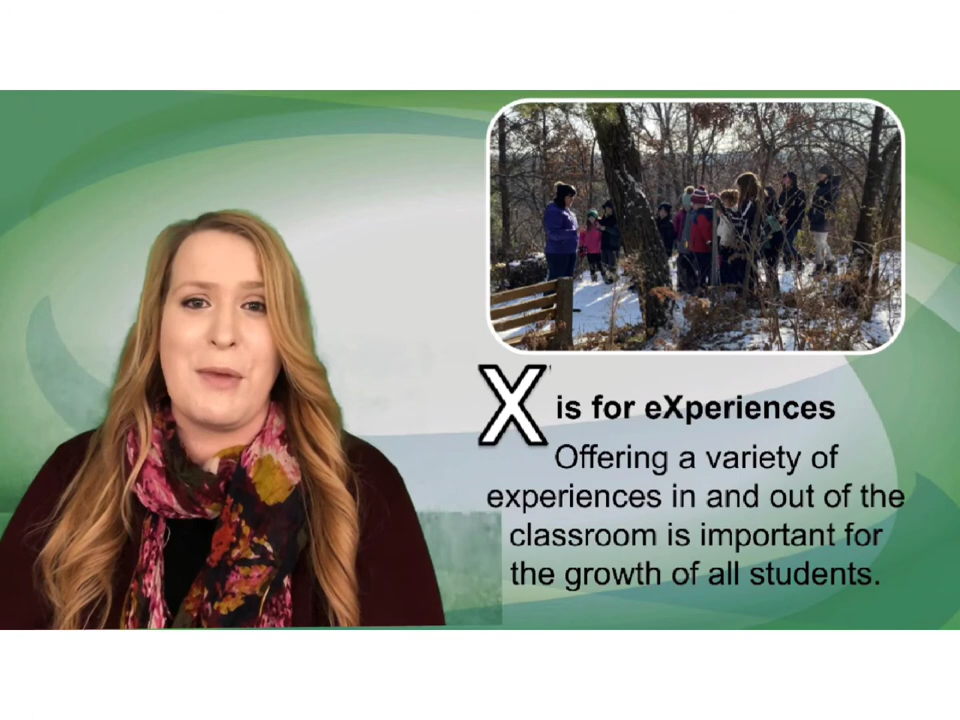 X is for eXperiences
Offering a variety of
experiences in and out of the
classroom is important for
the growth of all students.